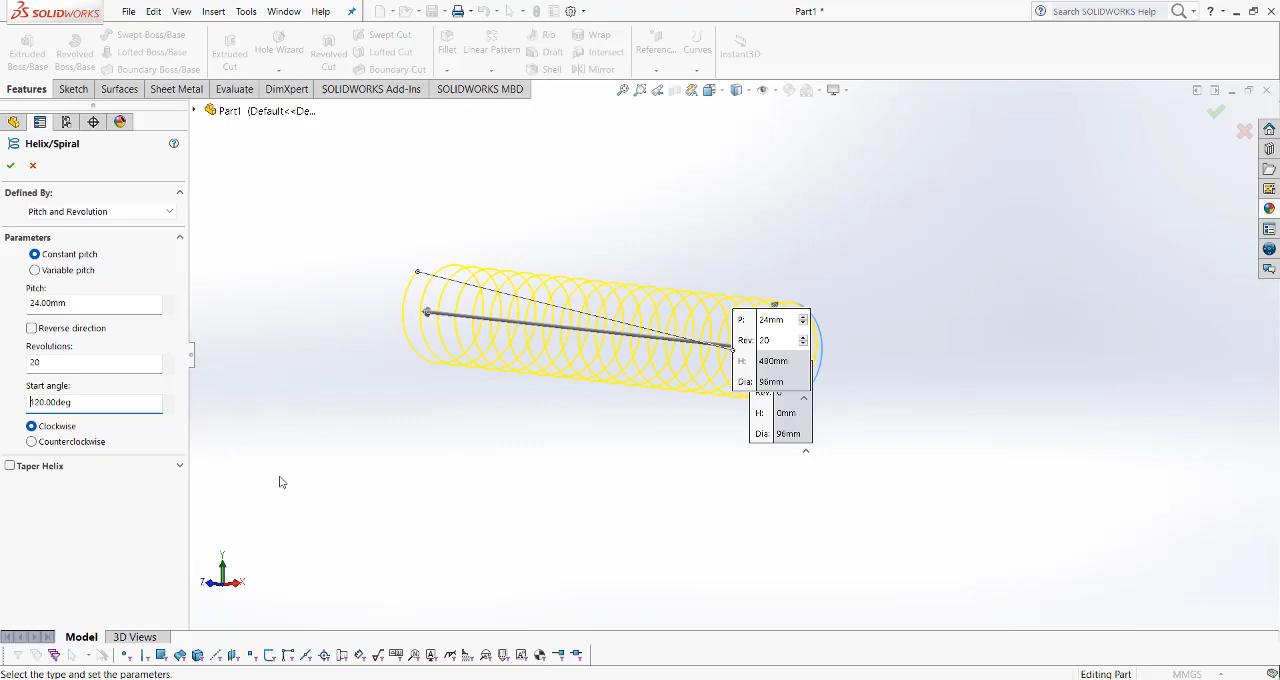 SOLIDWORKS
File Edit View Insert Tools Window Help
Part1 *
Search SOLIDWORKS Help
Extruded Boss/Base
Revolved Boss/Base
Swept Boss/Base
Lofted Boss/Base
Boundary Boss/Base
Extruded Cut
Hole Wizard
Revolved Cut
Swept Cut
Lofted Cut
Boundary Cut
Fillet
Linear Pattern
Rib
Draft
Shell
Wrap
Intersect
Mirror
Referenc...
Curves
Instant3D
Features Sketch Surfaces Sheet Metal Evaluate DimXpert SOLIDWORKS Add-Ins SOLIDWORKS MBD
Part1 (Default<<De...
Helix/Spiral
Defined By:
Pitch and Revolution
Parameters
Constant pitch
Variable pitch
Pitch:
24.00mm
Reverse direction
Revolutions:
20
Start angle:
120.00deg
Clockwise
Counterclockwise
Taper Helix
P: 24mm
Rev: 20
H: 480mm
Dia: 96mm
H: 0mm
Dia: 96mm
Y
Z X
Model 3D Views
Select the type and set the parameters.
Editing Part
MMGS